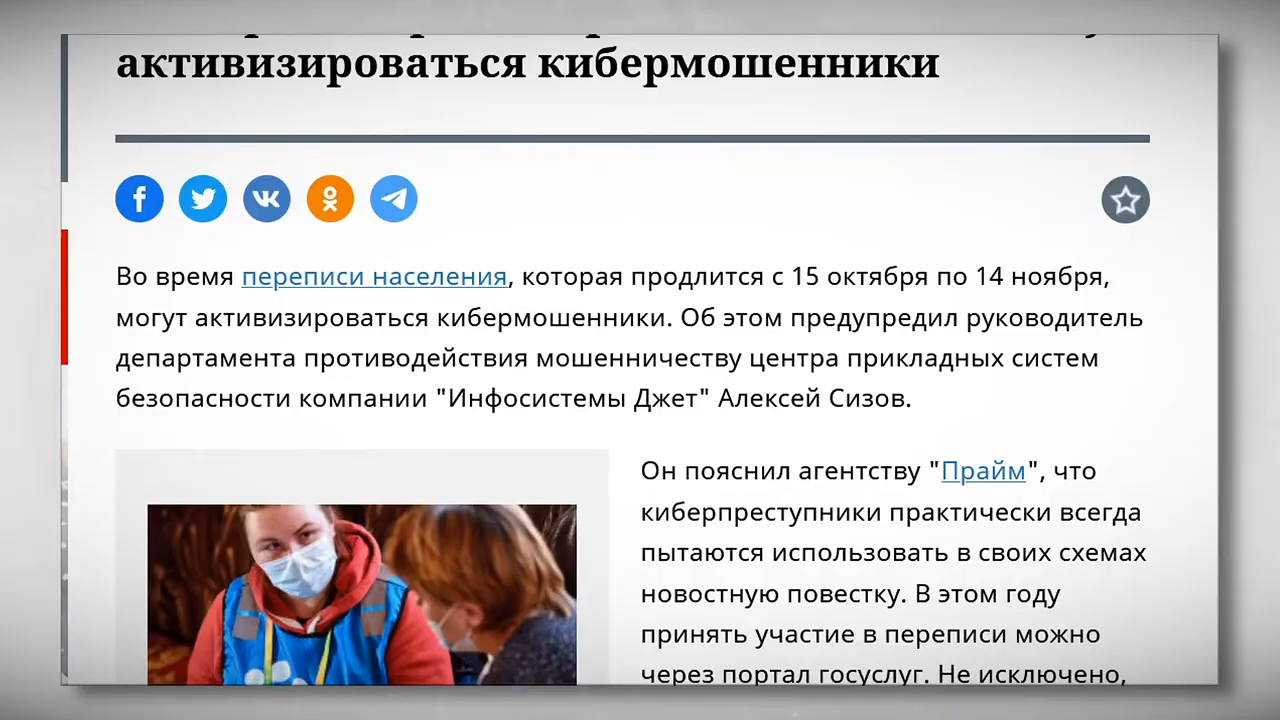 активизироваться кибермошенники
Во время переписи населения, которая продлится с 15 октября по 14 ноября,
могут активизироваться кибермошенники. Об этом предупредил руководитель
департамента противодействия мошенничеству центра прикладных систем
безопасности компании "Инфосистемы Джет" Алексей Сизов.
Он пояснил агентству "Прайм", что
киберпреступники практически всегда
пытаются использовать в своих схемах
новостную повестку. В этом году
принять участие в переписи можно
через портал госуслуг. Не исключено,